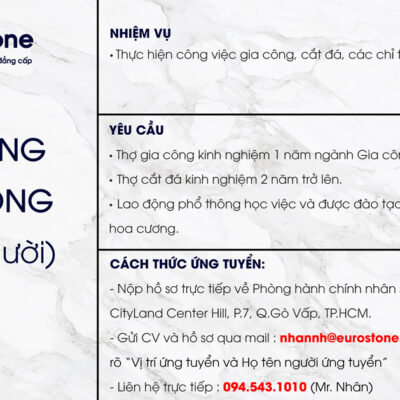 one
đẳng cấp
NG
ỘNG
ười)
NHIỆM VỤ
• Thực hiện công việc gia công, cắt đá, các chỉ t
YÊU CẦU
• Thợ gia công kinh nghiệm 1 năm ngành Gia côn
• Thợ cắt đá kinh nghiệm 2 năm trở lên.
• Lao động phổ thông học việc và được đào tạo
hoa cương.
CÁCH THỨC ỨNG TUYỂN:
- Nộp hồ sơ trực tiếp về Phòng hành chính nhân
CityLand Center Hill, P.7, Q.Gò Vấp, TP.HCM.
- Gửi CV và hồ sơ qua mail : nhannh@eurostone
rõ “Vị trí ứng tuyển và Họ tên người ứng tuyển”
- Liên hệ trực tiếp : 094.543.1010 (Mr. Nhân)